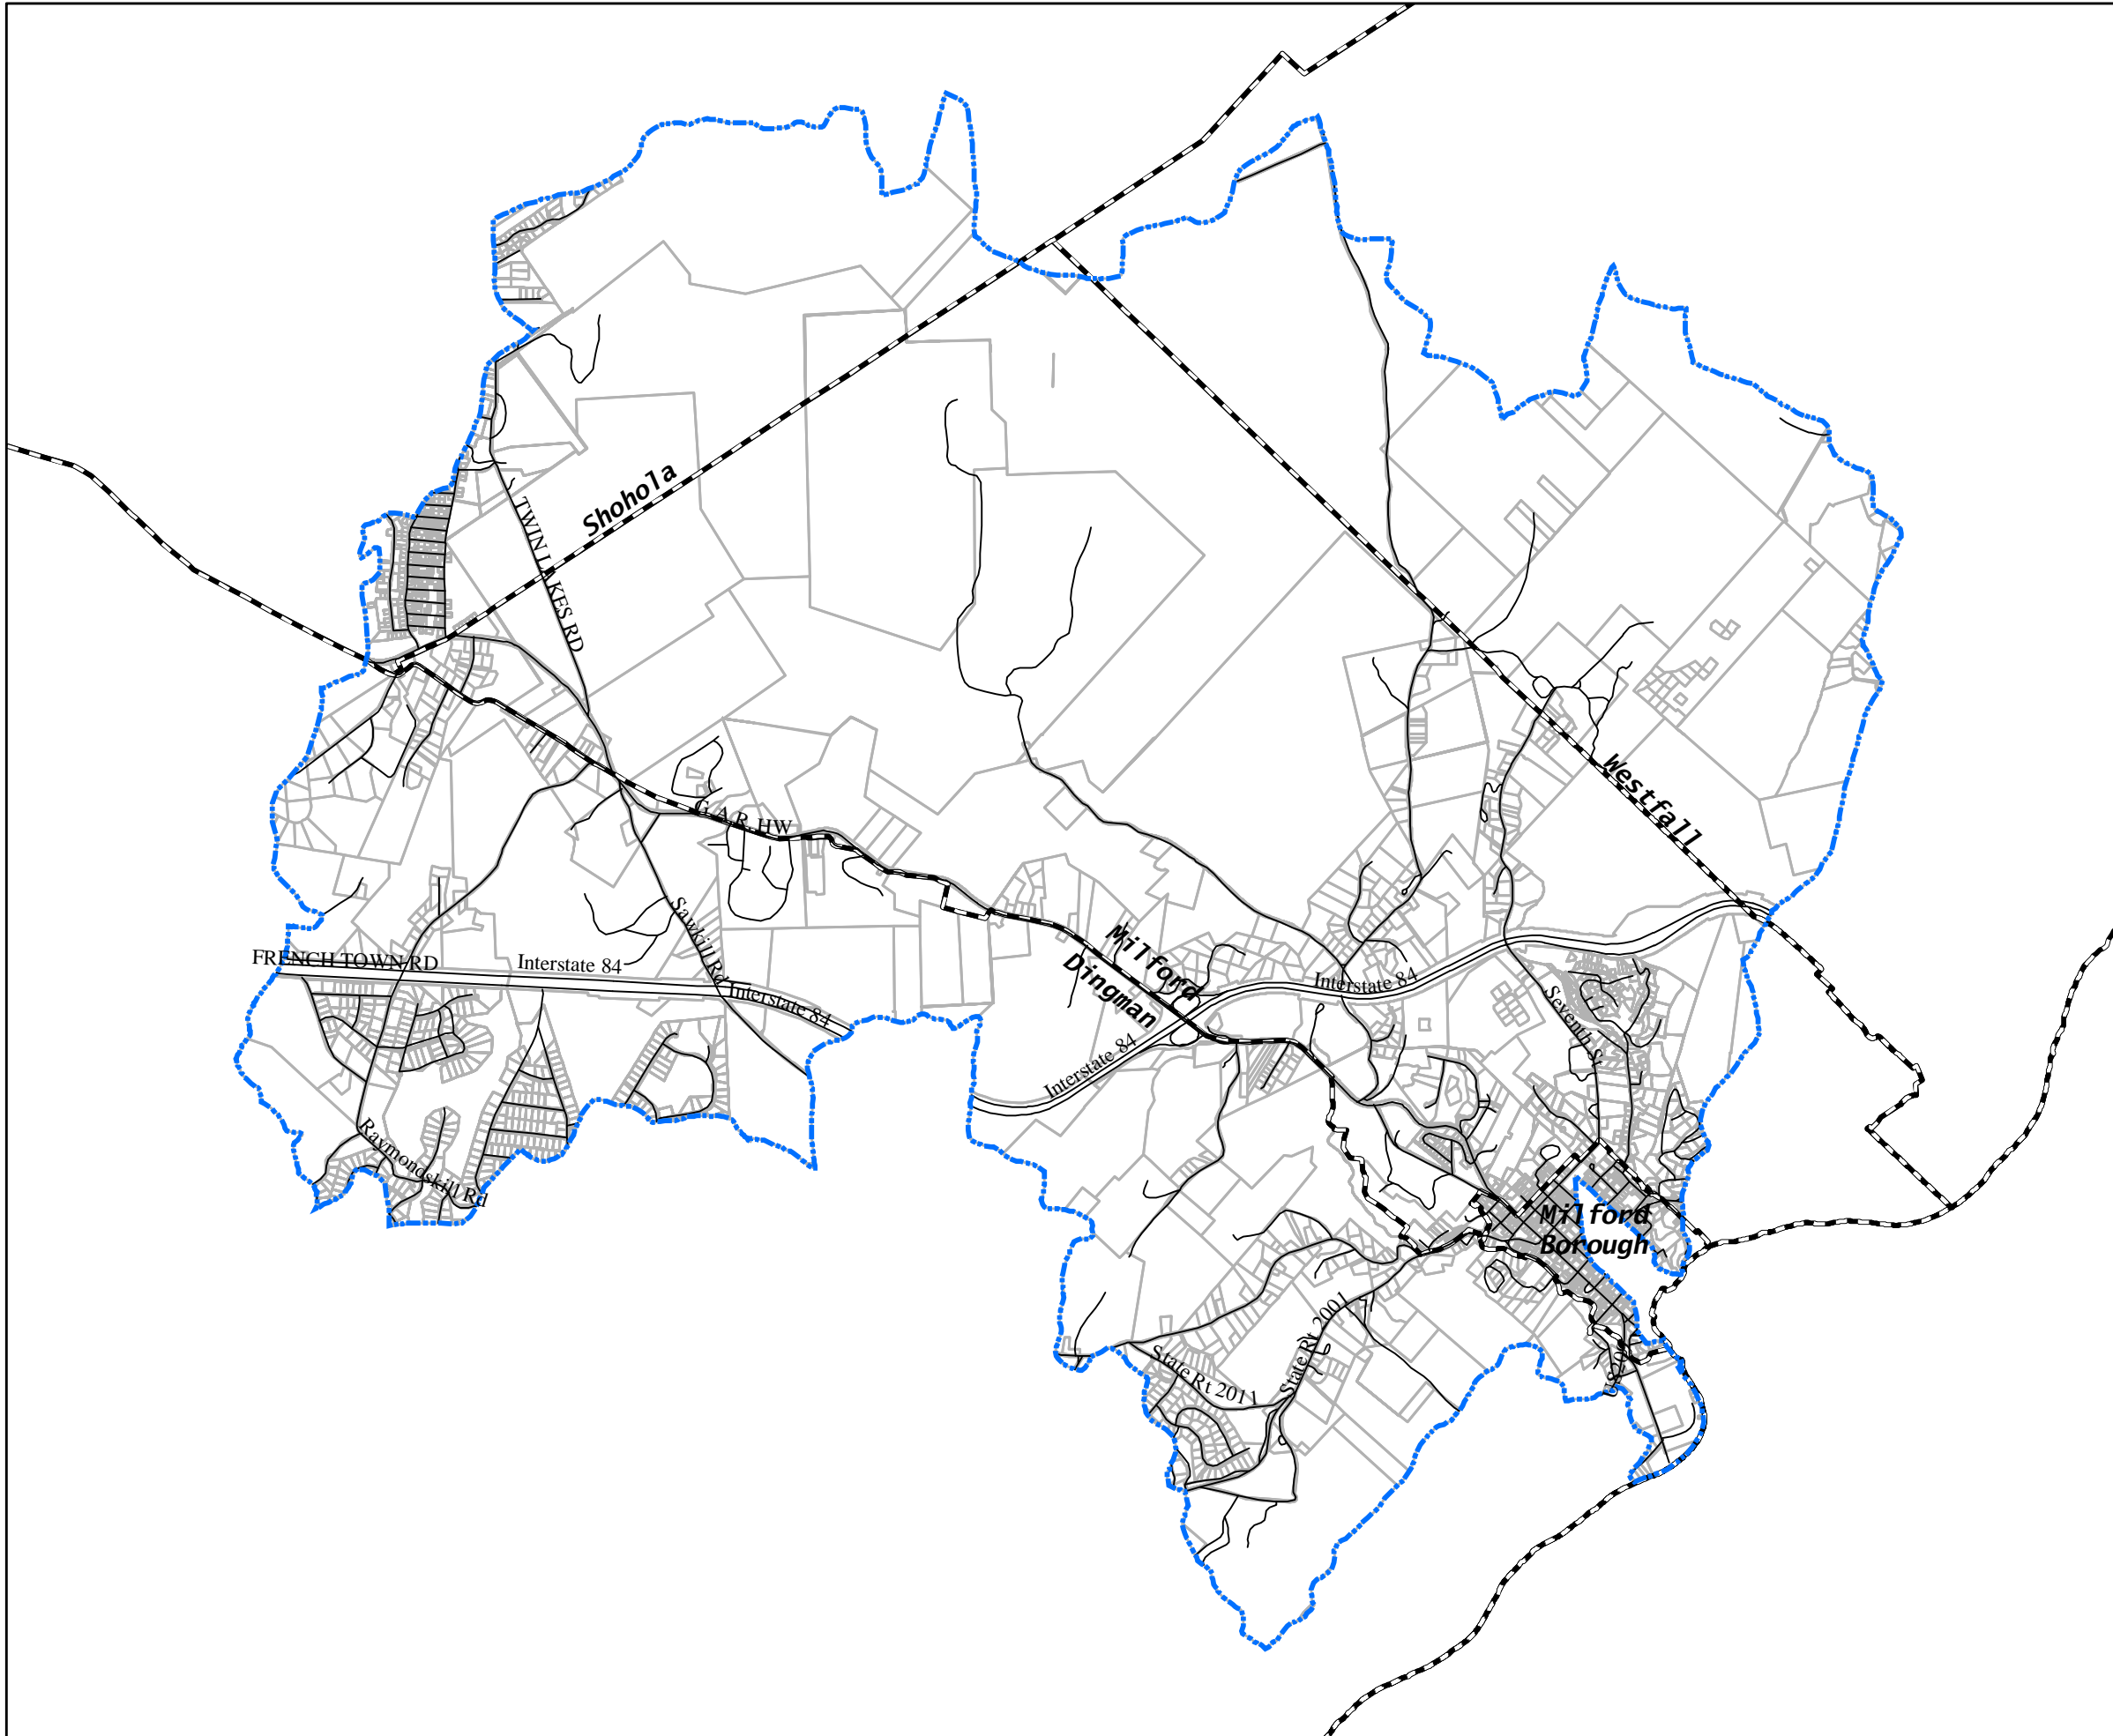 Shohola
TWIN LAKES RD
Westfall
G.A.R. HW
Sawkill Rd
Milford
Dingman
FRENCH TOWN RD
Interstate 84
Interstate 84
Interstate 84
Interstate 84
Seventh St
Raymondskill Rd
Milford
Borough
State Rt 2001
State Rt 2011